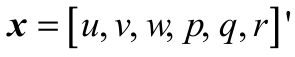 x = [u, v, w, p, q, r]'